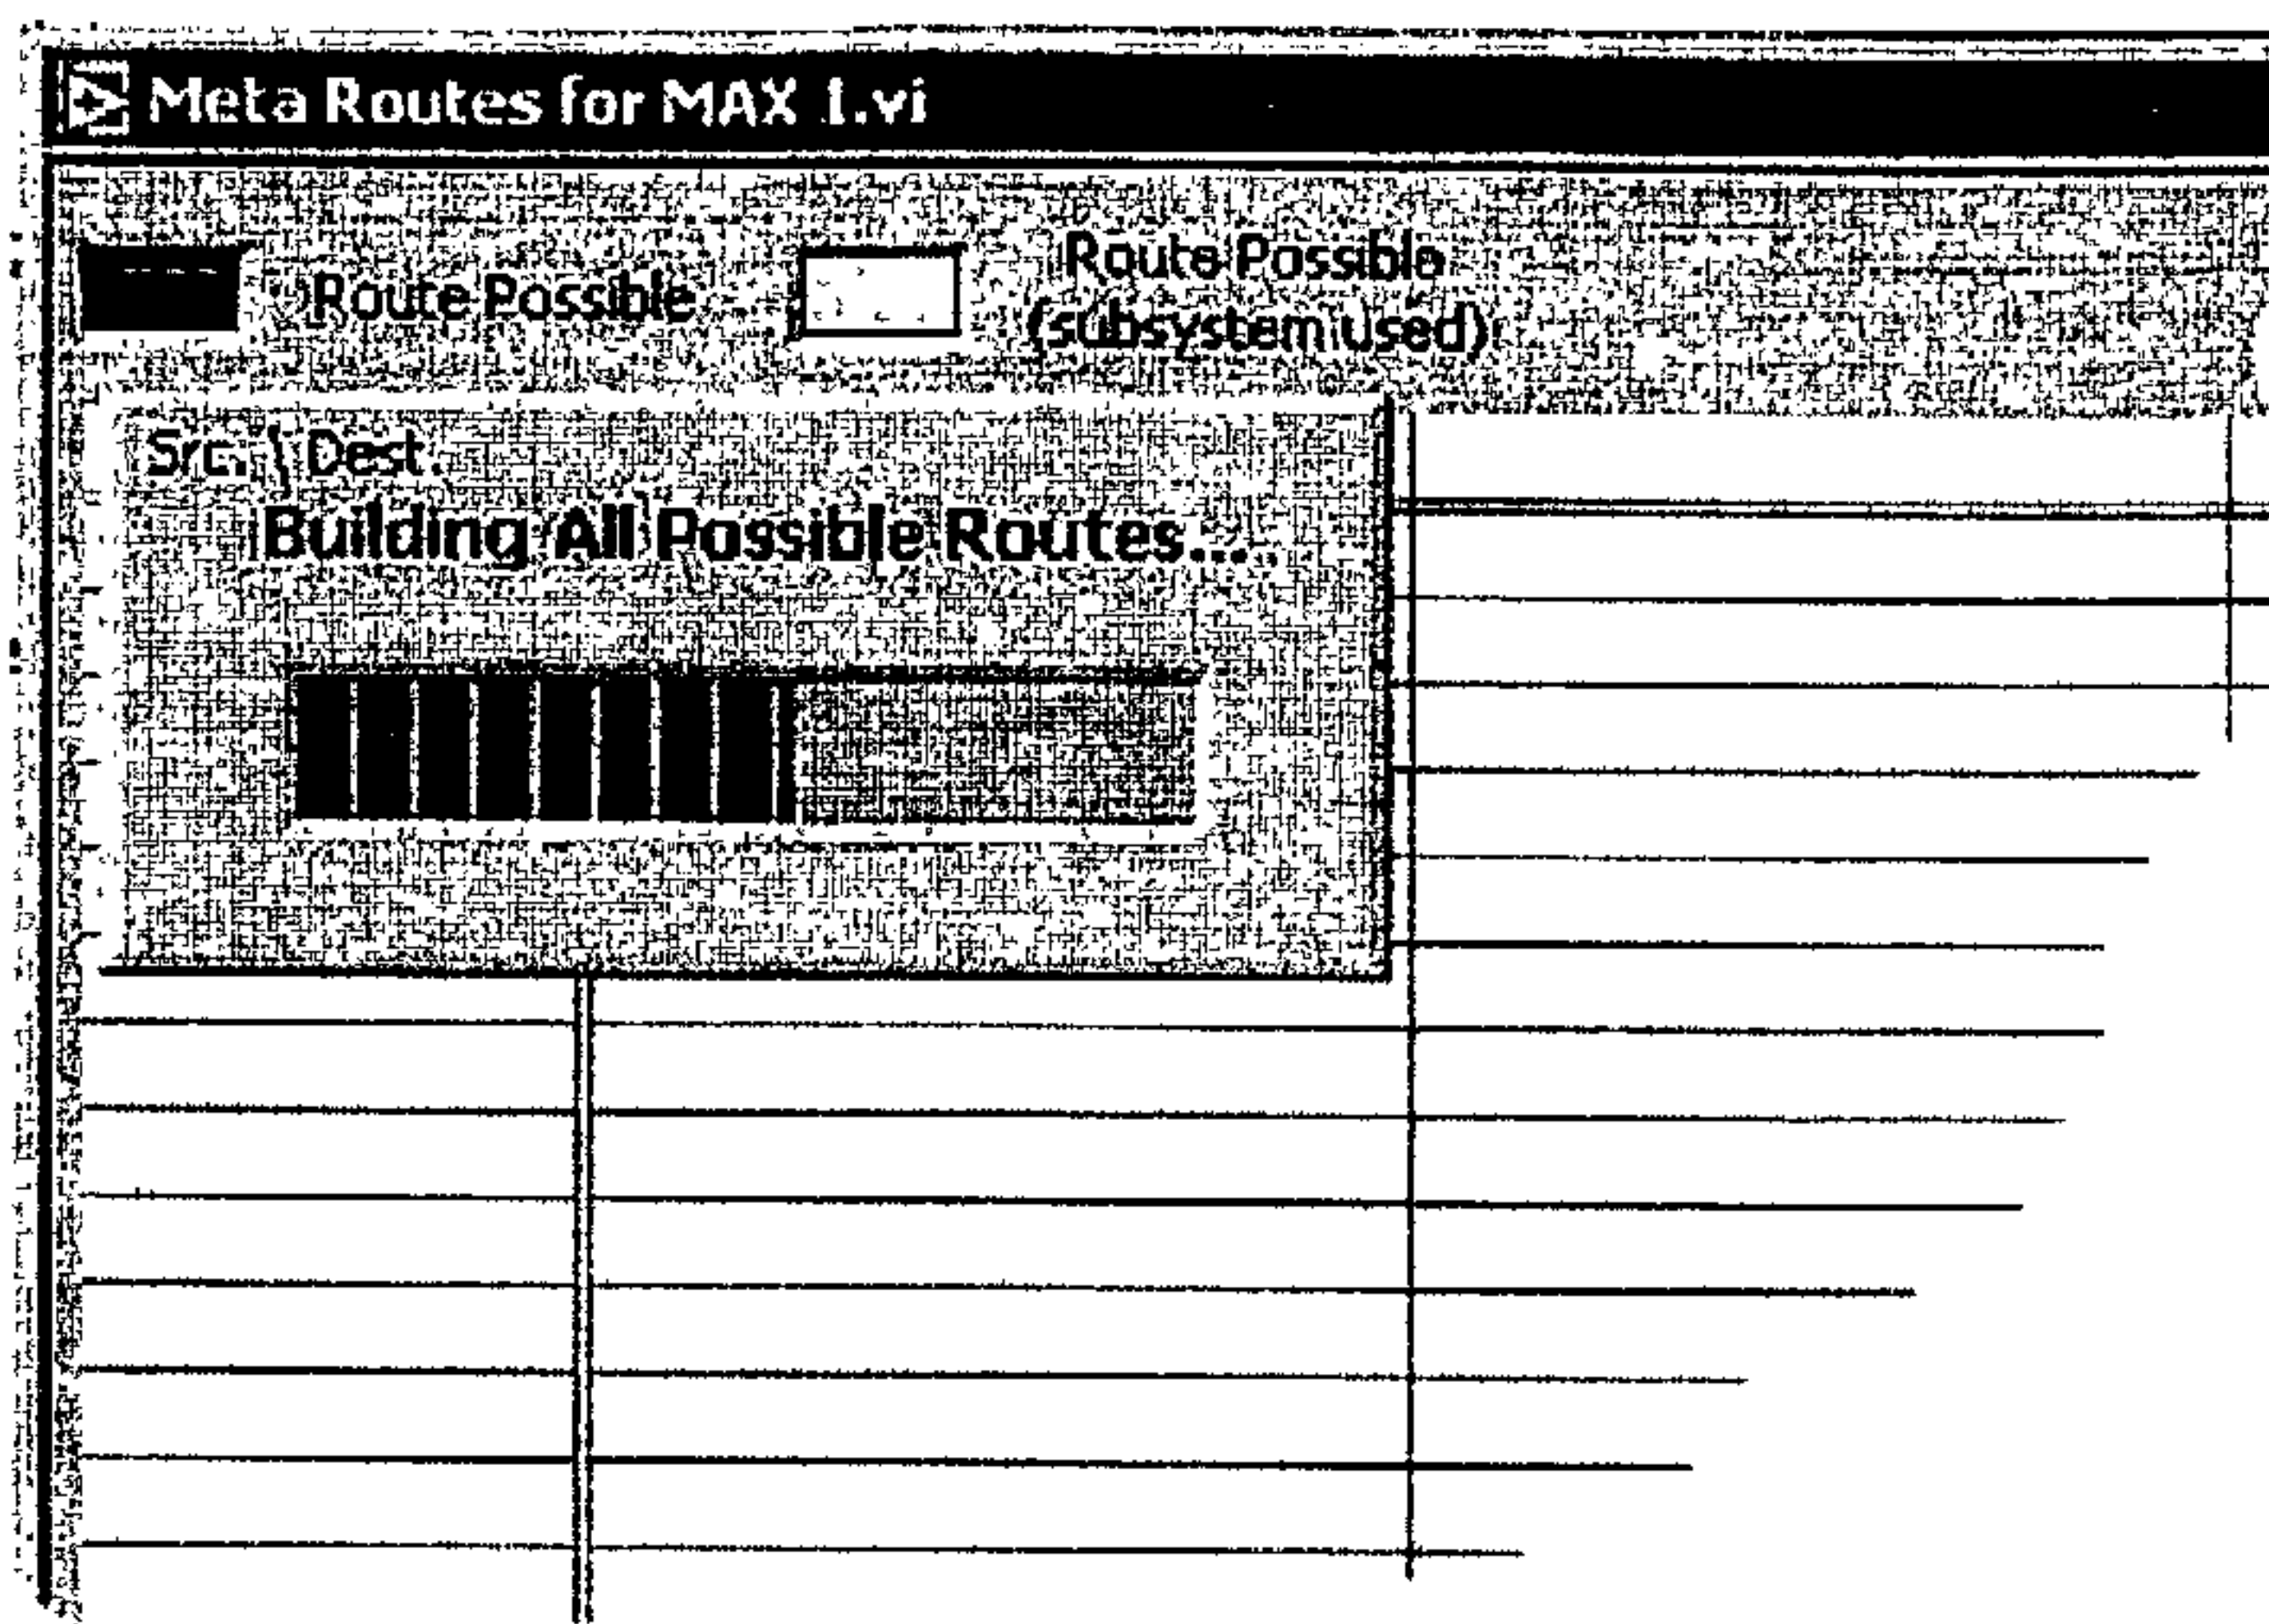 Meta Routes for MAX 1.vi
Route Possible
Route Possible
(subsystem used)
Src. \ Dest.
Building All Possible Routes...